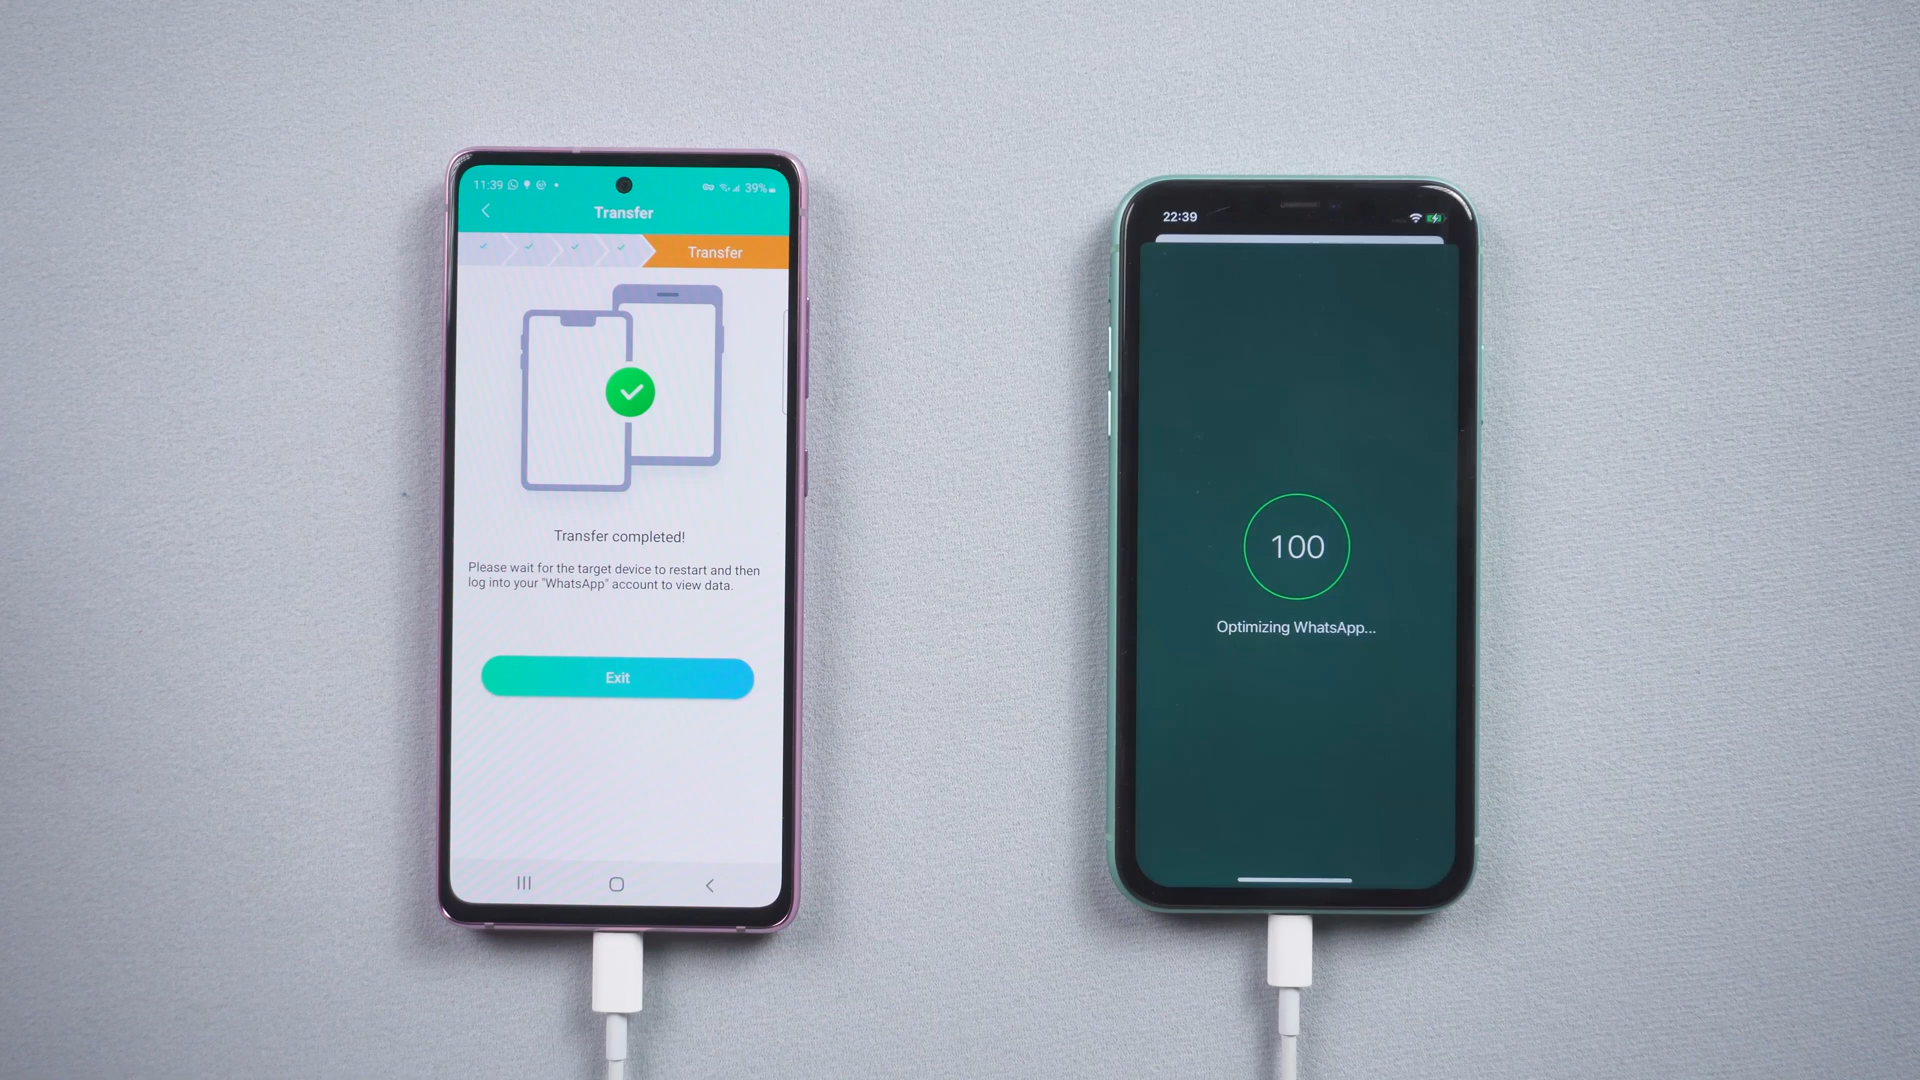 11:39
39%
Transfer
Transfer
Transfer completed!
Please wait for the target device to restart and then
log into your "WhatsApp" account to view data.
Exit
22:39
100
Optimizing WhatsApp...